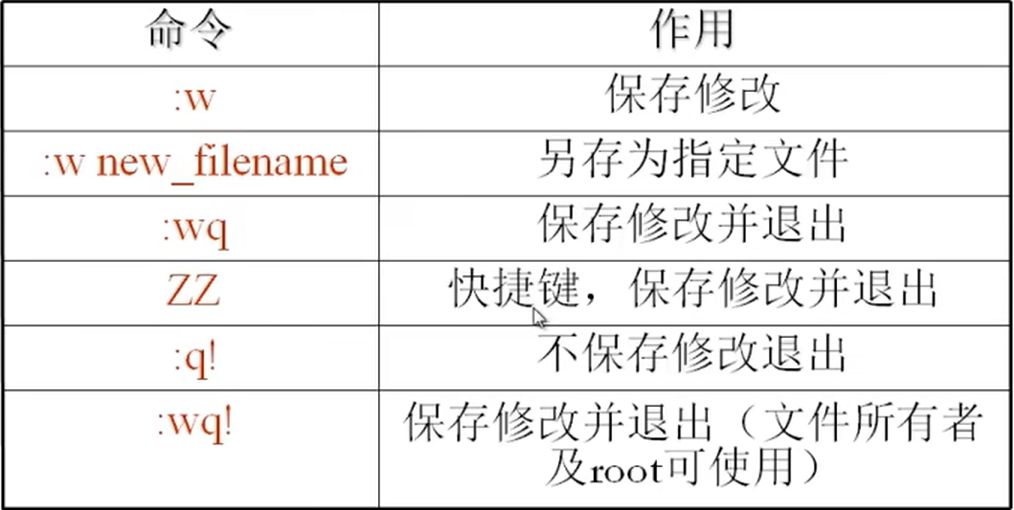 命令 作用
:w 保存修改
:w new_filename 另存为指定文件
:wq 保存修改并退出
ZZ 快捷键，保存修改并退出
:q! 不保存修改退出
:wq! 保存修改并退出（文件所有者
及root可使用）